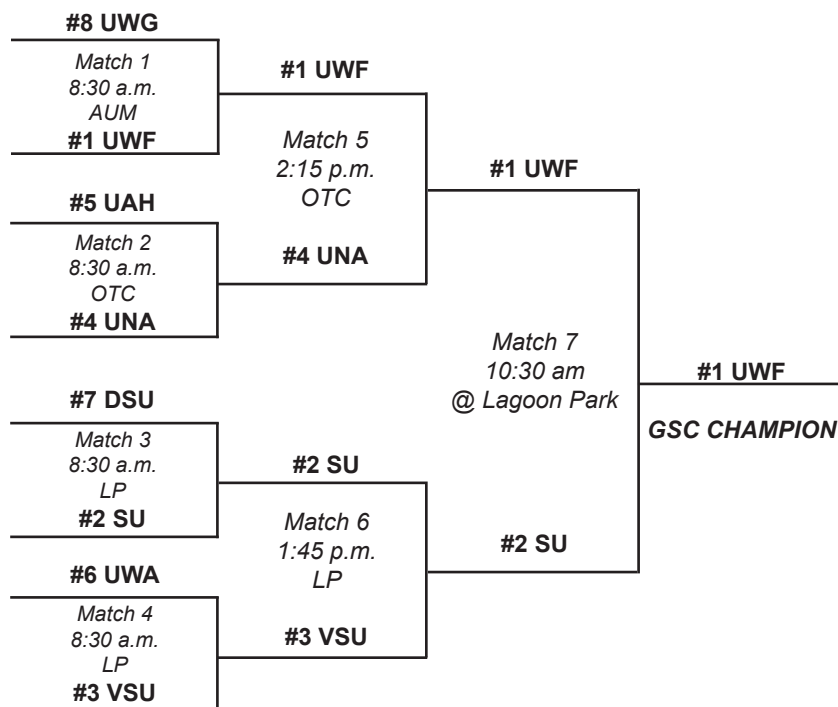 #8 UWG
Match 1
8:30 a.m.
AUM
#1 UWF
#5 UAH
Match 2
8:30 a.m.
OTC
#4 UNA
#7 DSU
Match 3
8:30 a.m.
LP
#2 SU
#6 UWA
Match 4
8:30 a.m.
LP
#3 VSU
#1 UWF
Match 5
2:15 p.m.
OTC
#4 UNA
#2 SU
Match 6
1:45 p.m.
LP
#3 VSU
#1 UWF
Match 7
10:30 am
@ Lagoon Park
#2 SU
#1 UWF
GSC CHAMPION